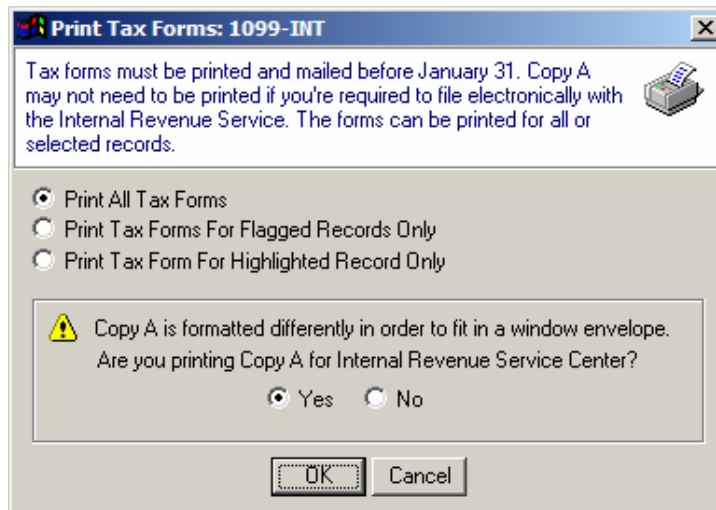 Print Tax Forms: 1099-INT
Tax forms must be printed and mailed before January 31. Copy A
may not need to be printed if you're required to file electronically with
the Internal Revenue Service. The forms can be printed for all or
selected records.
Print All Tax Forms
Print Tax Forms For Flagged Records Only
Print Tax Form For Highlighted Record Only
Copy A is formatted differently in order to fit in a window envelope.
Are you printing Copy A for Internal Revenue Service Center?
Yes No
OK Cancel